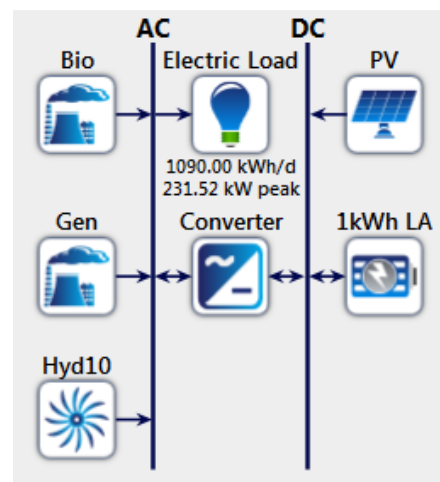 AC DC
Bio Electric Load PV
1090.00 kWh/d
231.52 kW peak
Gen Converter 1kWh LA
Hyd10